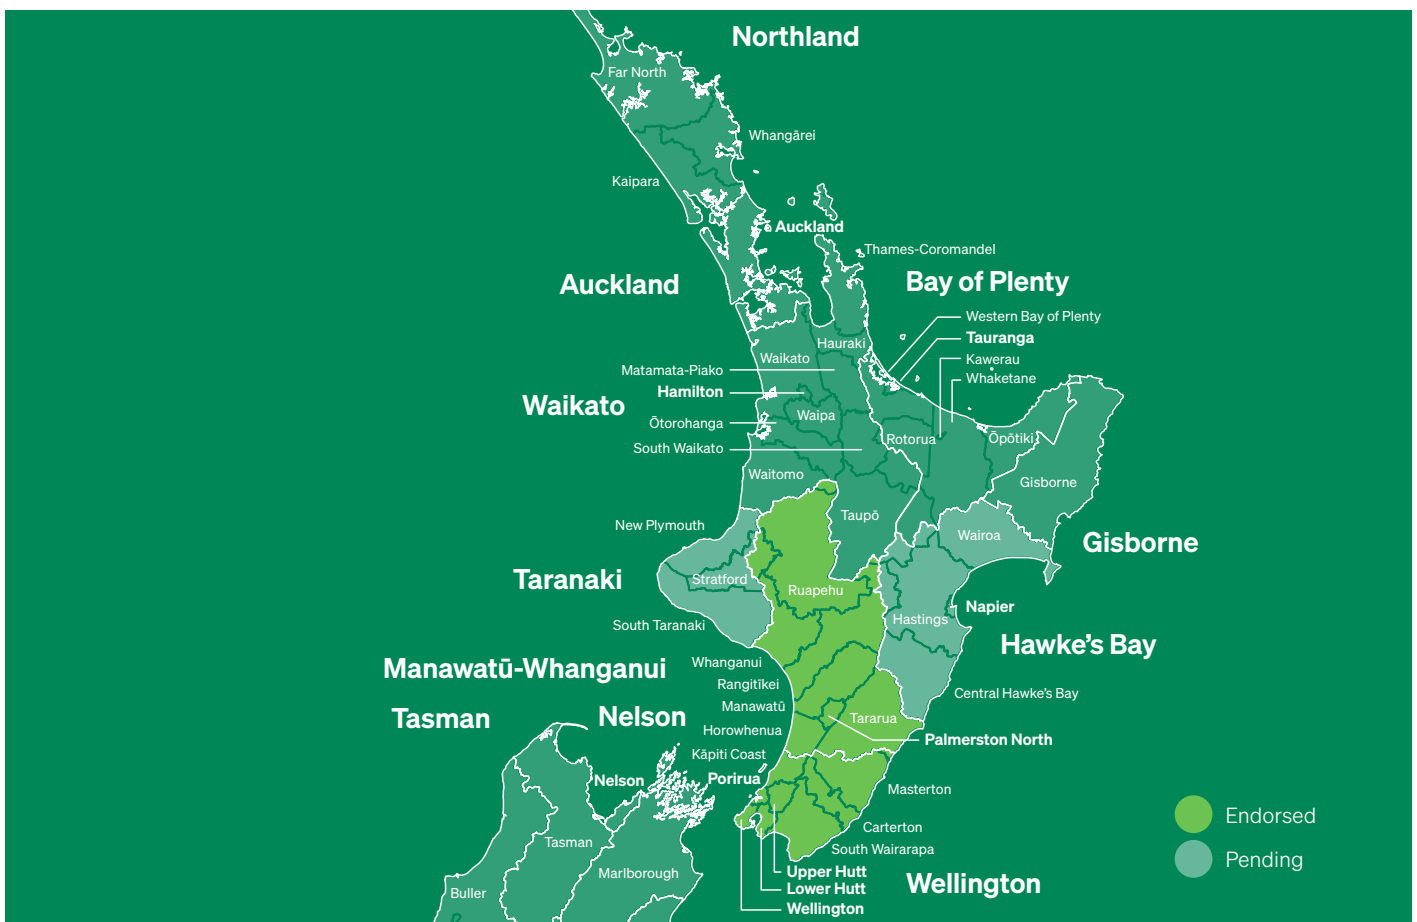 Northland
Far North
Whangārei
Kaipara
Auckland
Thames-Coromandel
Auckland
Bay of Plenty
Western Bay of Plenty
Tauranga
Hauraki
Waikato
Kawerau
Matamata-Piako
Whaketane
Hamilton
Waikato
Waipa
Ōtorohanga
Rotorua
Ōpōtiki
South Waikato
Waitomo
Gisborne
Taupō
New Plymouth
Wairoa
Gisborne
Taranaki
Stratford
Ruapehu
Napier
Hastings
South Taranaki
Hawke's Bay
Manawatū-Whanganui
Whanganui
Rangitīkei
Central Hawke's Bay
Manawatū
Tasman
Nelson
Tararua
Horowhenua
Palmerston North
Kāpiti Coast
Nelson
Porirua
Masterton
Endorsed
Carterton
Tasman
South Wairarapa
Pending
Marlborough
Upper Hutt
Wellington
Lower Hutt
Buller
Wellington